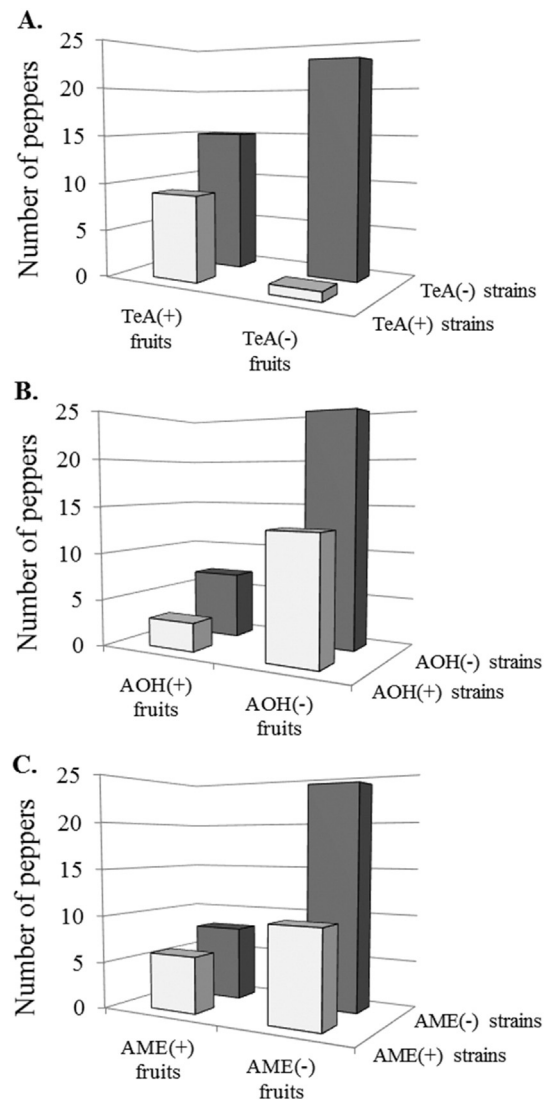 A.
Number of peppers
25
20
15
10
5
0
TeA(+)
fruits
TeA(-)
fruits
TeA(-) strains
TeA(+) strains
B.
Number of peppers
25
20
15
10
5
0
AOH(+)
fruits
AOH(-)
fruits
AOH(-) strains
AOH(+) strains
C.
Number of peppers
25
20
15
10
5
0
AME(+)
fruits
AME(-)
fruits
AME(-) strains
AME(+) strains